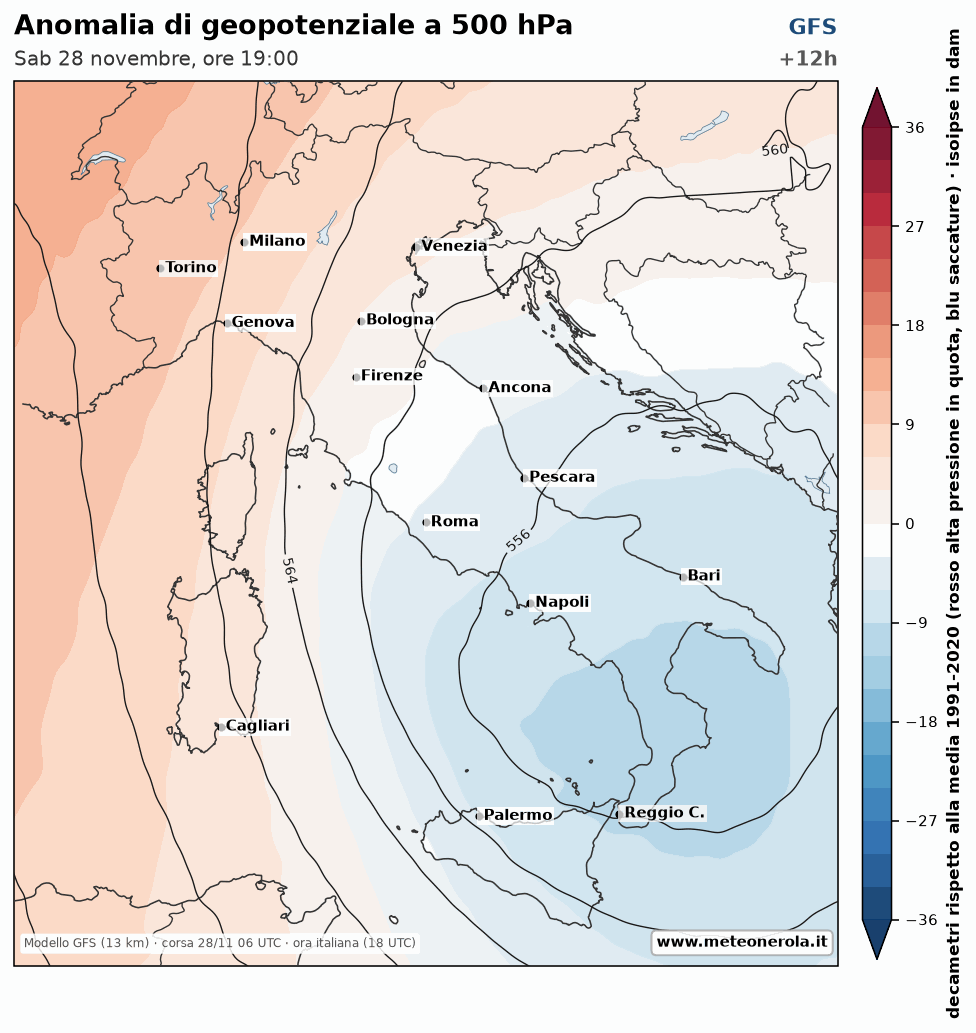 Anomalia di geopotenziale a 500 hPa
GFS
Sab 28 novembre, ore 19:00
+12h
560
Milano
Venezia
Torino
Genova
Bologna
Firenze
Ancona
Pescara
Roma
556
564
Bari
Napoli
Cagliari
Palermo
Reggio C.
Modello GFS (13 km) · corsa 28/11 06 UTC · ora italiana (18 UTC)
www.meteonerola.it
36
27
18
9
0
−9
−18
−27
−36
decametri rispetto alla media 1991-2020 (rosso alta pressione in quota, blu saccature) · isoipse in dam